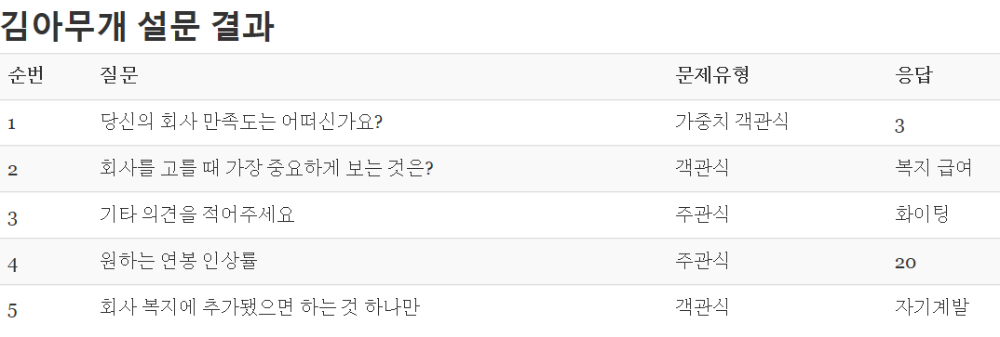 김아무개 설문 결과
순번 질문 문제유형 응답
1 당신의 회사 만족도는 어떠신가요? 가중치 객관식 3
2 회사를 고를 때 가장 중요하게 보는 것은? 객관식 복지 급여
3 기타 의견을 적어주세요 주관식 화이팅
4 원하는 연봉 인상률 주관식 20
5 회사 복지에 추가됐으면 하는 것 하나만 객관식 자기계발